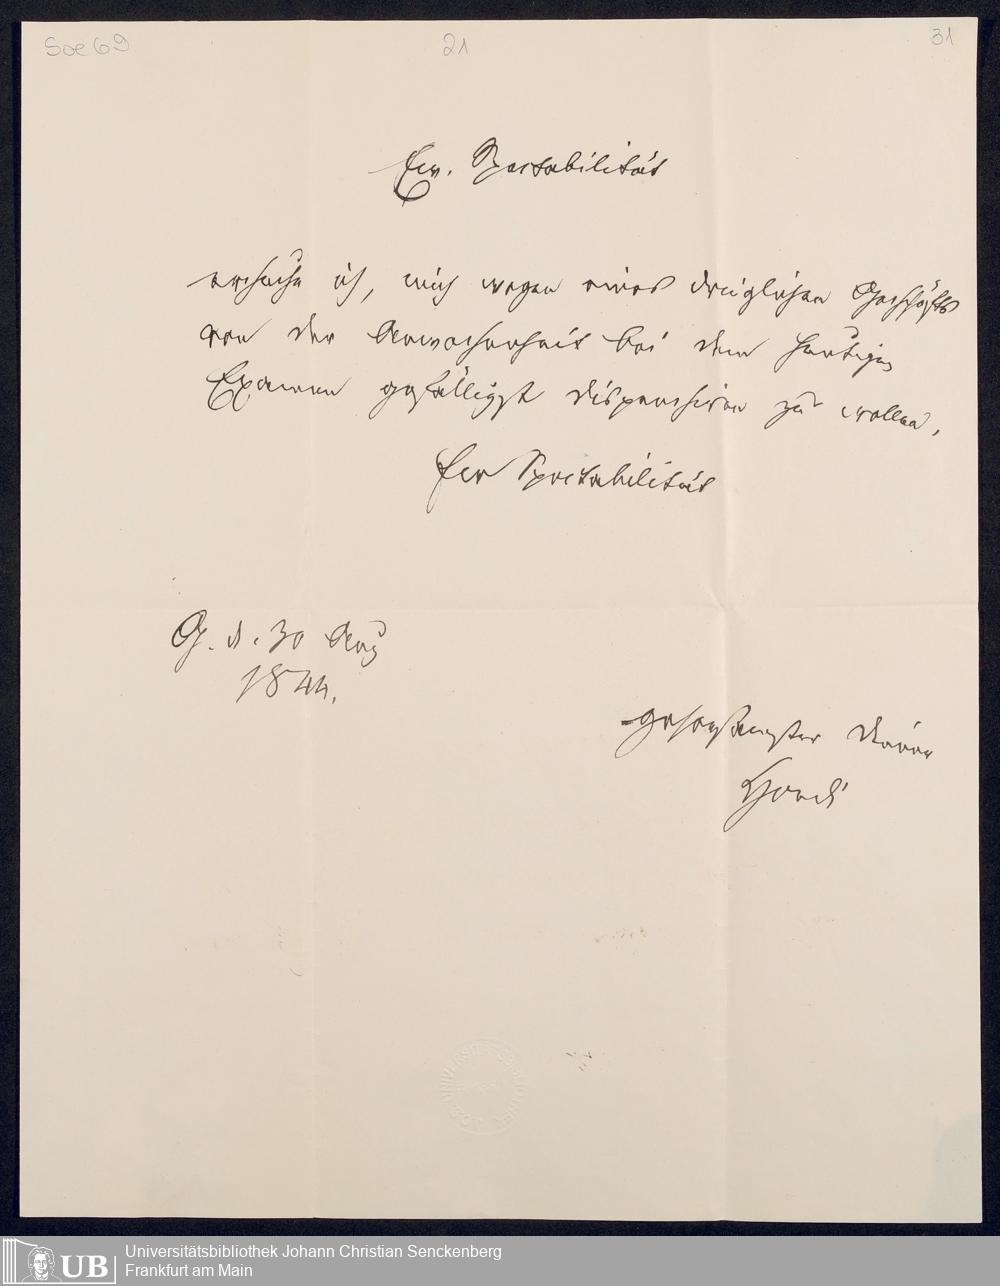 Soe 69 21 31
Ew. Spectabilität
ersuche ich, mich wegen eines dringlichen Geschäfts
von der Anwesenheit bei dem heutigen
Examen gefälligst dispensiren zu wollen.
Ew Spectabilität
G. d. 30 Aug
1844.
gehorsamster Diener
Universitätsbibliothek Johann Christian Senckenberg
UB Frankfurt am Main